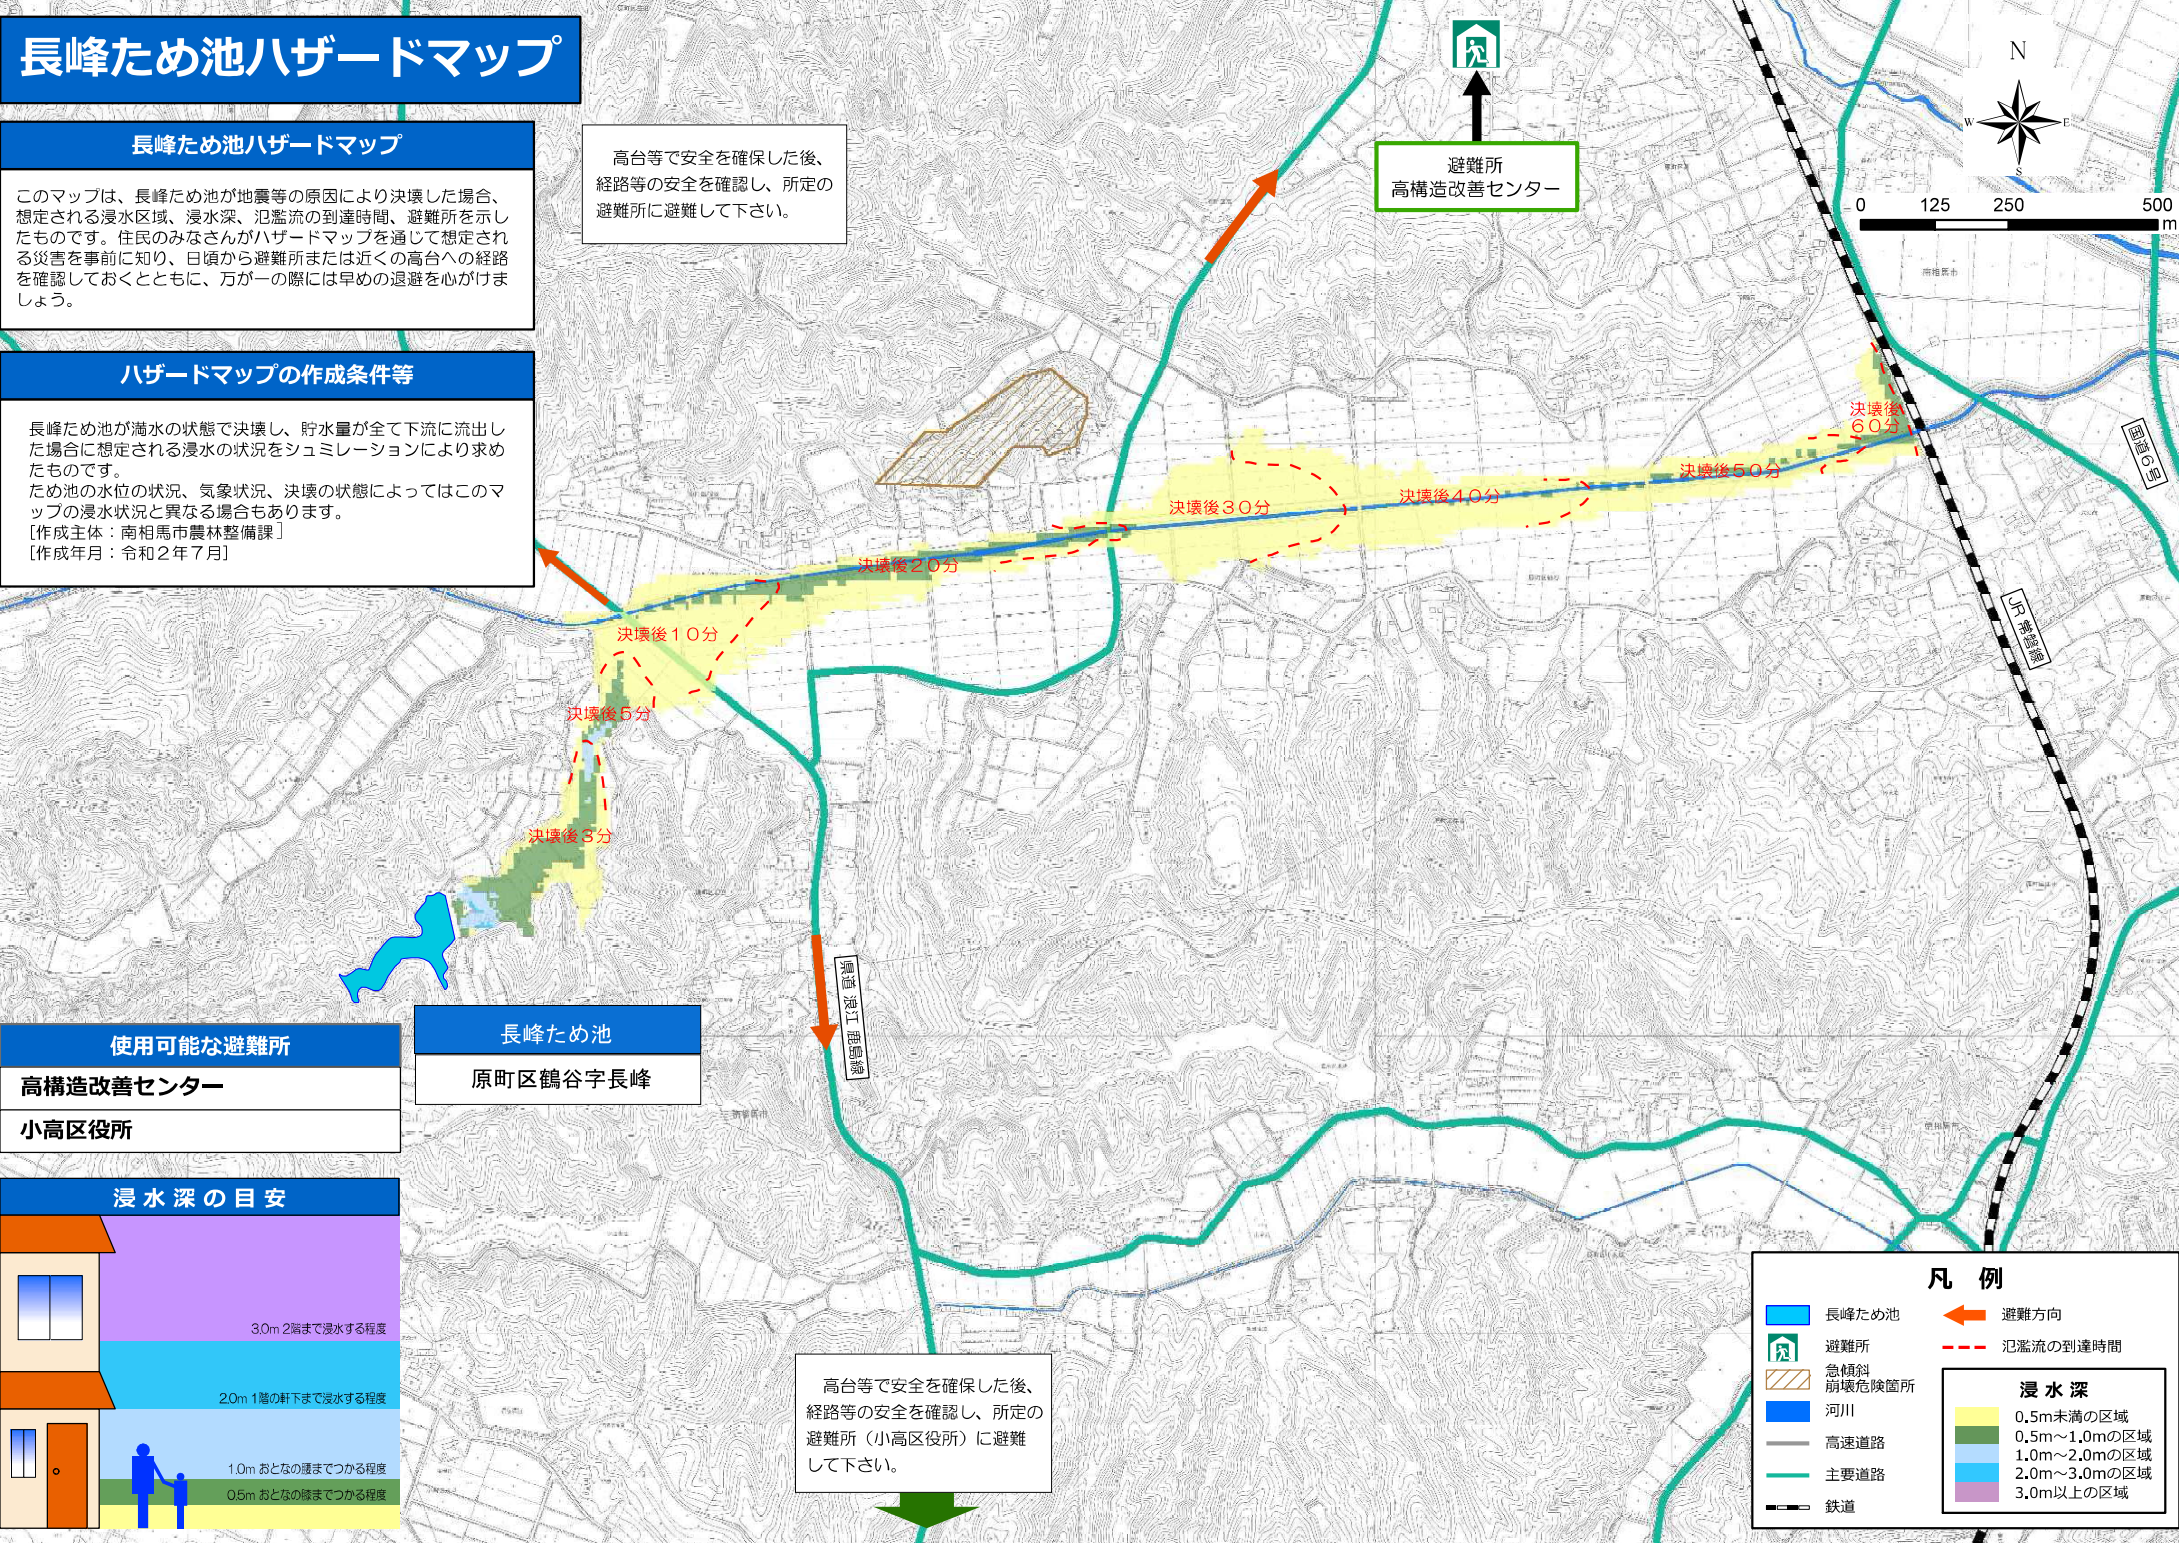 長峰ため池ハザードマップ
長峰ため池ハザードマップ
このマップは、長峰ため池が地震等の原因により決壊した場合、
想定される浸水区域、浸水深、氾濫流の到達時間、避難所を示し
たものです。住民のみなさんがハザードマップを通じて想定され
る災害を事前に知り、日頃から避難所または近くの高台への経路
を確認しておくとともに、万が一の際には早めの退避を心がけま
しょう。
ハザードマップの作成条件等
長峰ため池が満水の状態で決壊し、貯水量が全て下流に流出し
た場合に想定される浸水の状況をシュミレーションにより求め
たものです。
ため池の水位の状況、気象状況、決壊の状態によってはこのマ
ップの浸水状況と異なる場合もあります。
[作成主体：南相馬市農林整備課]
[作成年月：令和２年７月]
高台等で安全を確保した後、
経路等の安全を確認し、所定の
避難所に避難して下さい。
避難所
高構造改善センター
N
W
E
S
0 125 250 500
m
南相馬市
決壊後
６０分
決壊後５０分
決壊後４０分
決壊後３０分
決壊後２０分
決壊後１０分
決壊後５分
決壊後３分
国道6号
JR 常磐線
県道 浪江 鹿島線
長峰ため池
原町区鶴谷字長峰
使用可能な避難所
高構造改善センター
小高区役所
浸水深の目安
3.0m 2階まで浸水する程度
2.0m 1階の軒下まで浸水する程度
1.0m おとなの腰までつかる程度
0.5m おとなの膝までつかる程度
高台等で安全を確保した後、
経路等の安全を確認し、所定の
避難所（小高区役所）に避難
して下さい。
凡 例
長峰ため池
避難所
急傾斜
崩壊危険箇所
河川
高速道路
主要道路
鉄道
避難方向
氾濫流の到達時間
浸水深
0.5m未満の区域
0.5m～1.0mの区域
1.0m～2.0mの区域
2.0m～3.0mの区域
3.0m以上の区域